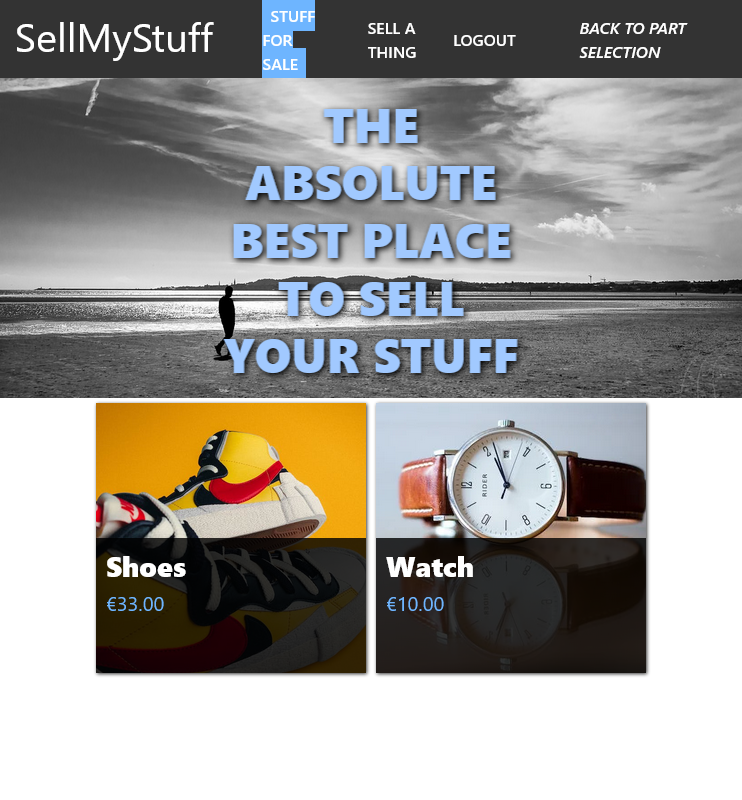 SellMyStuff
STUFF
FOR
SALE
SELL A
THING
LOGOUT
BACK TO PART
SELECTION
THE
ABSOLUTE
BEST PLACE
TO SELL
YOUR STUFF
RIDER
Shoes
€33.00
Watch
€10.00